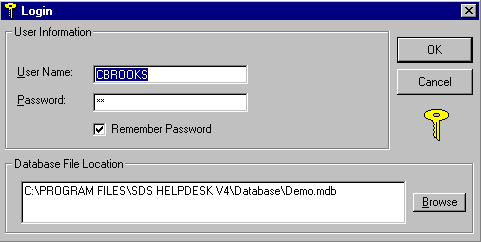 Login
User Information
User Name: CBROOKS
Password: **
Remember Password
OK
Cancel
Database File Location
C:\PROGRAM FILES\SDS HELPDESK V4\Database\Demo.mdb
Browse